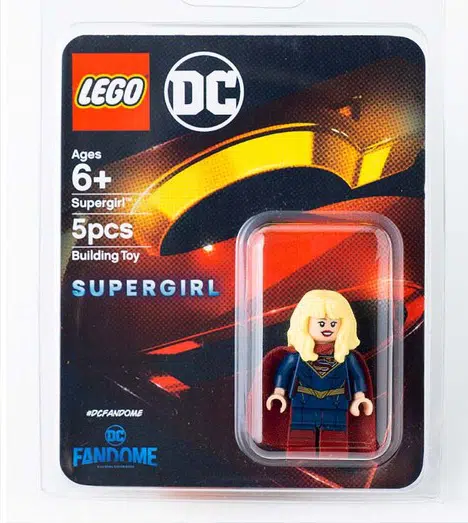 LEGO
DC
Ages
6+
Supergirl™
5pcs
Building Toy
SUPERGIRL
#DCFANDOME
DC
FANDOME